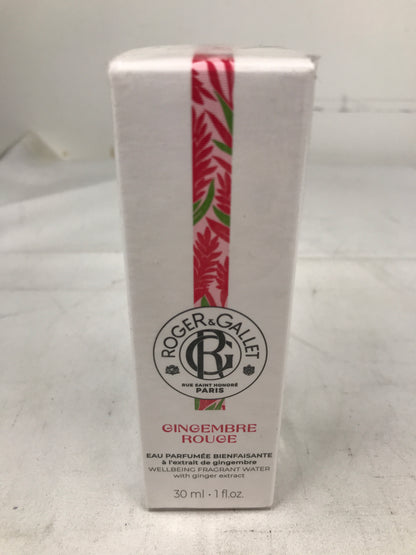 ROGER & GALLET
RG
RUE SAINT HONORÉ
PARIS
GINGEMBRE
ROUGE
EAU PARFUMÉE BIENFAISANTE
à l'extrait de gingembre
WELLBEING FRAGRANT WATER
with ginger extract
30 ml • 1 fl.oz.